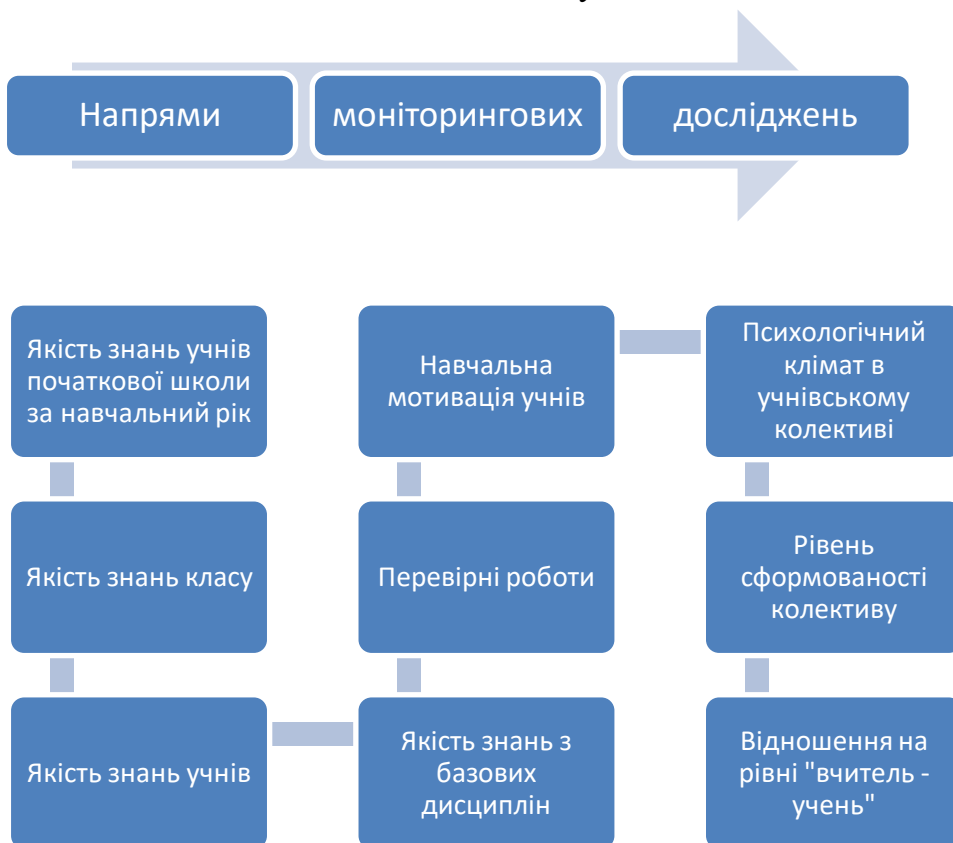 Напрями моніторингових досліджень
Якість знань учнів
початкової школи
за навчальний рік
Якість знань класу
Якість знань учнів
Якість знань з
базових
дисциплін
Перевірні роботи
Навчальна
мотивація учнів
Психологічний
клімат в
учнівському
колективі
Рівень
сформованості
колективу
Відношення на
рівні "вчитель -
учень"